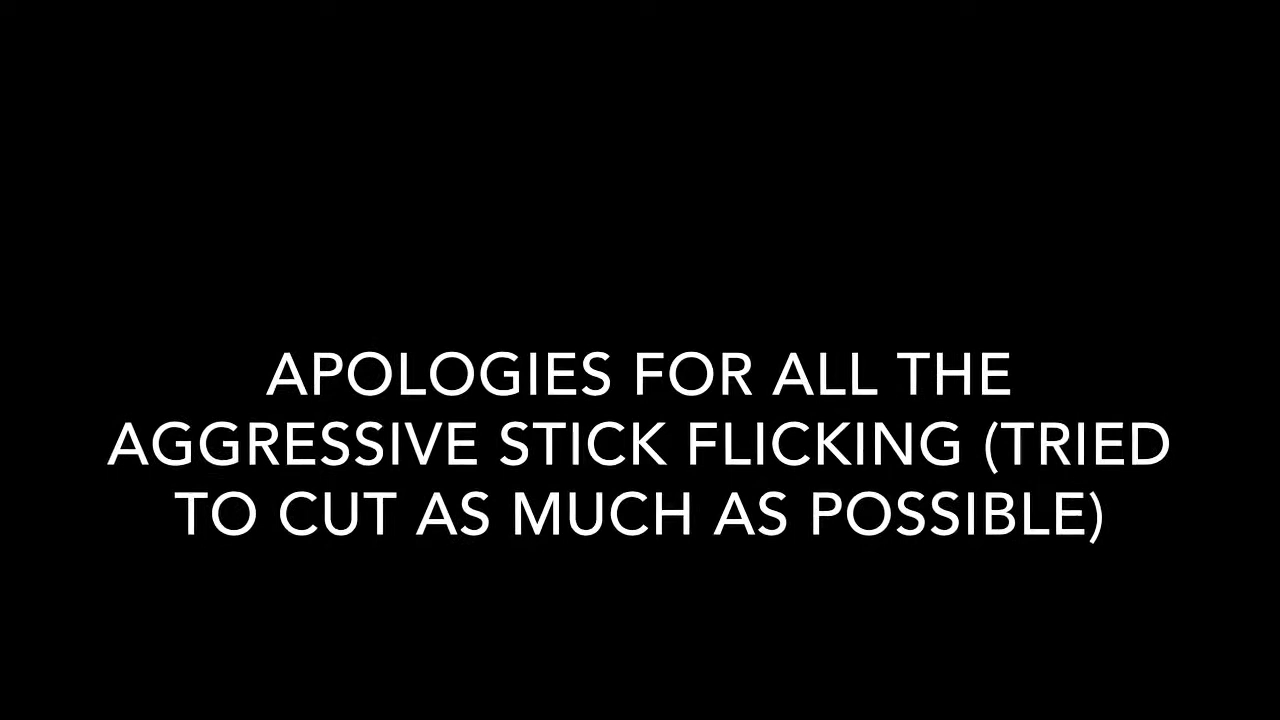 APOLOGIES FOR ALL THE
AGGRESSIVE STICK FLICKING (TRIED
TO CUT AS MUCH AS POSSIBLE)